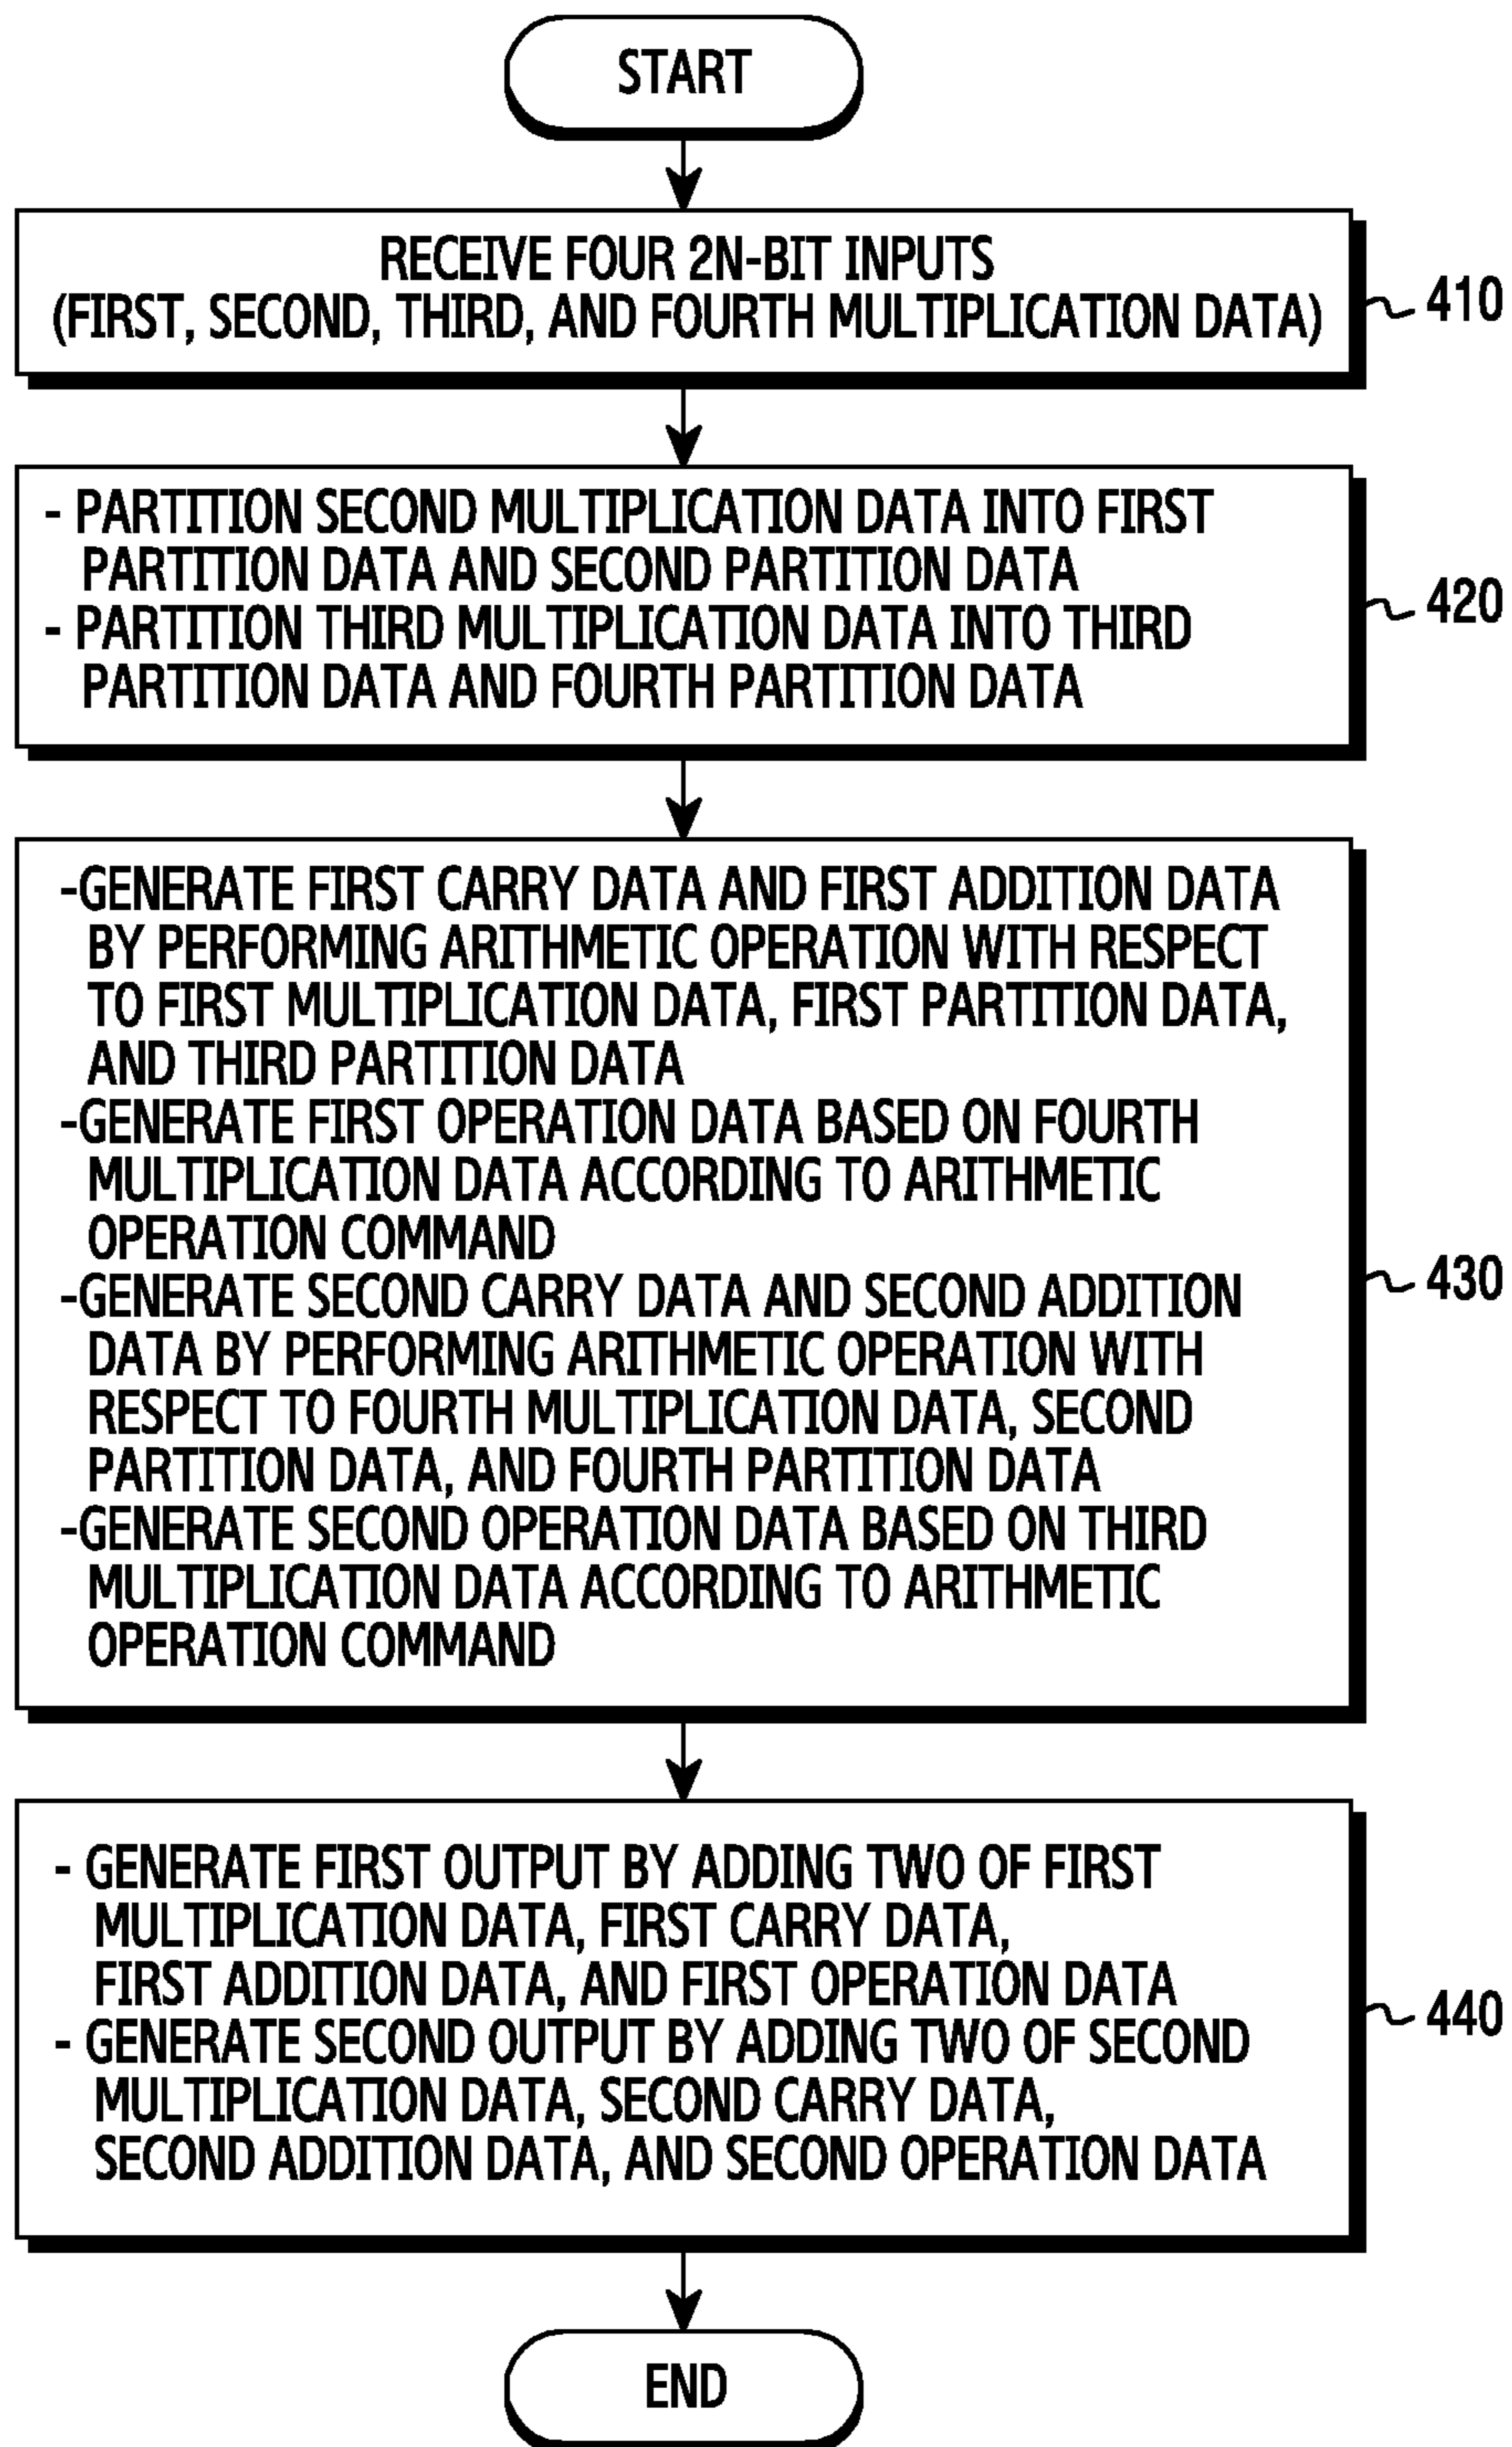 START
RECEIVE FOUR 2N-BIT INPUTS
(FIRST, SECOND, THIRD, AND FOURTH MULTIPLICATION DATA)
410
- PARTITION SECOND MULTIPLICATION DATA INTO FIRST
PARTITION DATA AND SECOND PARTITION DATA
- PARTITION THIRD MULTIPLICATION DATA INTO THIRD
PARTITION DATA AND FOURTH PARTITION DATA
420
-GENERATE FIRST CARRY DATA AND FIRST ADDITION DATA
BY PERFORMING ARITHMETIC OPERATION WITH RESPECT
TO FIRST MULTIPLICATION DATA, FIRST PARTITION DATA,
AND THIRD PARTITION DATA
-GENERATE FIRST OPERATION DATA BASED ON FOURTH
MULTIPLICATION DATA ACCORDING TO ARITHMETIC
OPERATION COMMAND
-GENERATE SECOND CARRY DATA AND SECOND ADDITION
DATA BY PERFORMING ARITHMETIC OPERATION WITH
RESPECT TO FOURTH MULTIPLICATION DATA, SECOND
PARTITION DATA, AND FOURTH PARTITION DATA
-GENERATE SECOND OPERATION DATA BASED ON THIRD
MULTIPLICATION DATA ACCORDING TO ARITHMETIC
OPERATION COMMAND
430
- GENERATE FIRST OUTPUT BY ADDING TWO OF FIRST
MULTIPLICATION DATA, FIRST CARRY DATA,
FIRST ADDITION DATA, AND FIRST OPERATION DATA
- GENERATE SECOND OUTPUT BY ADDING TWO OF SECOND
MULTIPLICATION DATA, SECOND CARRY DATA,
SECOND ADDITION DATA, AND SECOND OPERATION DATA
440
END